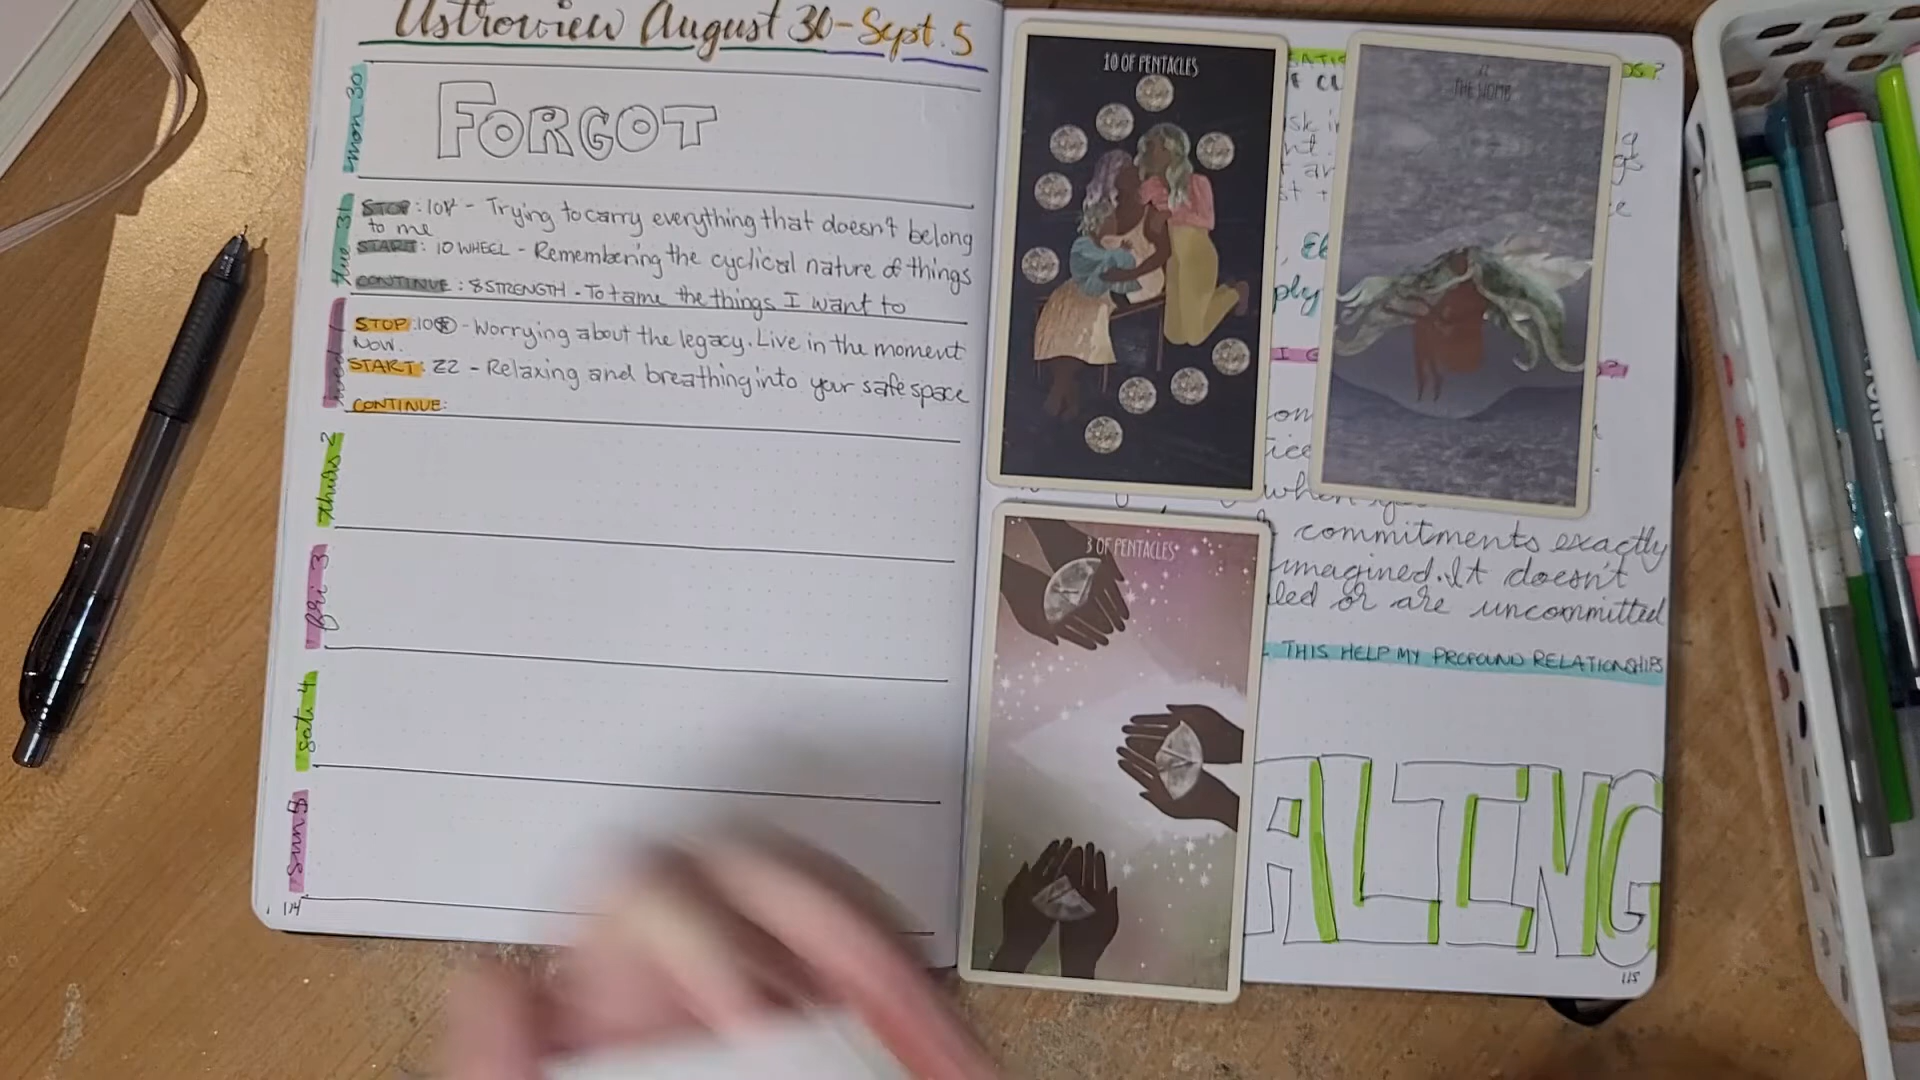 Astroview August 30-Sept. 5
mon 30
FORGOT
tue 31
STOP: 10 - Trying to carry everything that doesn't belong
to me
START: 10 WHEEL - Remembering the cyclical nature of things
CONTINUE: 8 STRENGTH - To tame the things I want to
wed 1
STOP: 10 - Worrying about the legacy. Live in the moment
now.
START: 22 - Relaxing and breathing into your safe space
CONTINUE:
thurs 2
fri 3
sat 4
sun 5
114
10 OF PENTACLES
THE WOMB
3 OF PENTACLES
when
commitments exactly
imagined. It doesn't
or are uncommitted
THIS HELP MY PROFOUND RELATIONSHIPS
ALING
115